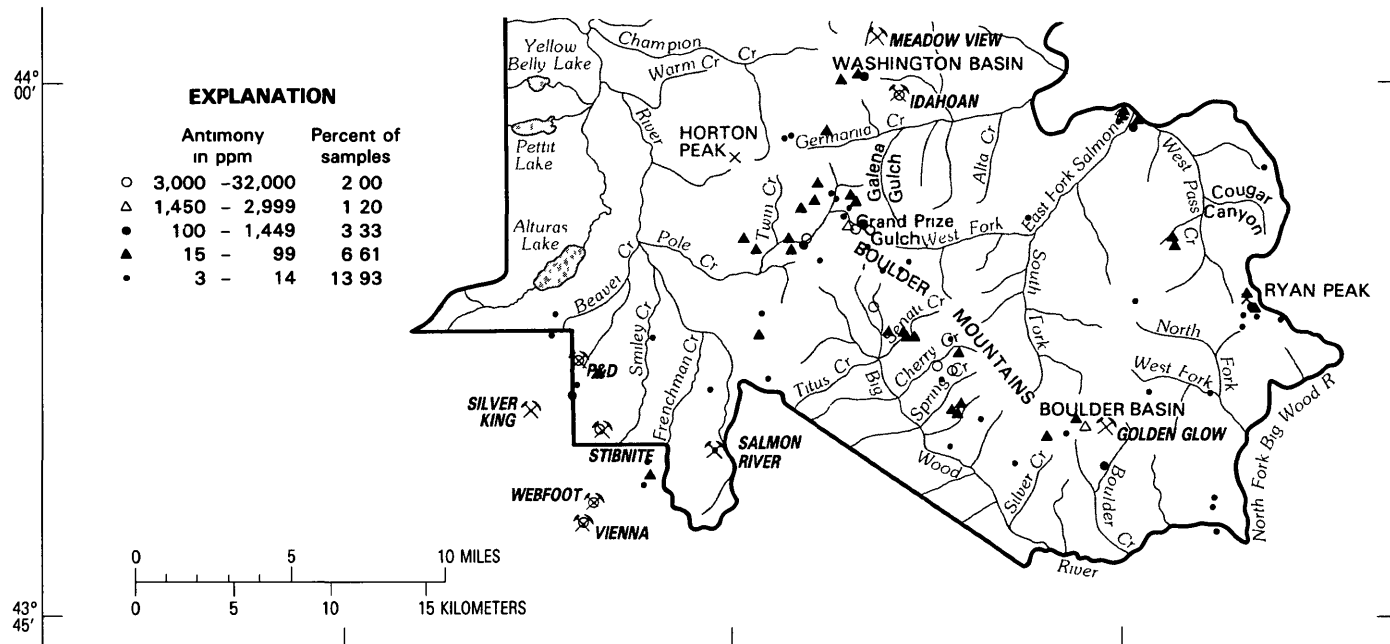 44°
00'
43°
45'
EXPLANATION
Antimony
in ppm
Percent of
samples
3,000 -32,000 2 00
1,450 - 2,999 1 20
100 - 1,449 3 33
15 - 99 6 61
3 - 14 13 93
Yellow
Belly Lake
Champion Cr
Warm Cr
MEADOW VIEW
WASHINGTON BASIN
IDAHOAN
Pettit
Lake
River
HORTON
PEAK
Germania Cr
Galena
Gulch
Alta Cr
East Fork Salmon
West Pass Cr
Cougar
Canyon
Alturas
Lake
Twin Cr
Pole Cr
Grand Prize
Gulch
West Fork
BOULDER MOUNTAINS
South Fork
RYAN PEAK
Beaver Cr
Smiley Cr
Frenchman Cr
Senate Cr
Titus Cr
Big
Cherry Cr
Spring Cr
North Fork
West Fork
P&D
SILVER
KING
STIBNITE
SALMON
RIVER
WEBFOOT
VIENNA
BOULDER BASIN
GOLDEN GLOW
Wood
Silver Cr
Boulder Cr
River
North Fork Big Wood R
0 5 10 MILES
0 5 10 15 KILOMETERS